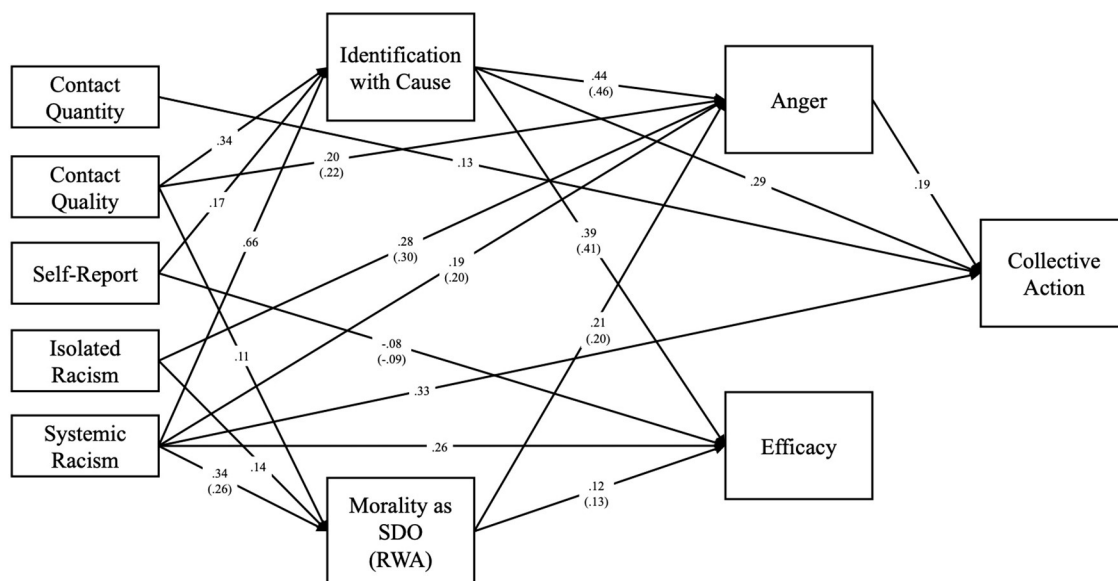 Contact
Quantity
Contact
Quality
Self-Report
Isolated
Racism
Systemic
Racism
Identification
with Cause
Morality as
SDO
(RWA)
Anger
Efficacy
Collective
Action
.34
.17
.66
.11
.14
.34
(.26)
.20
(.22)
.28
(.30)
.19
(.20)
-.08
(-.09)
.33
.26
.44
(.46)
.13
.29
.39
(.41)
.21
(.20)
.12
(.13)
.19